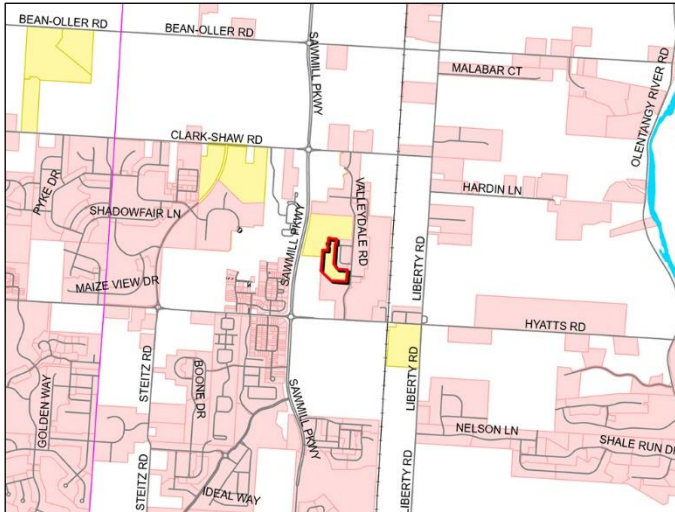 BEAN-OLLER RD
BEAN-OLLER RD
SAWMILL PKWY
MALABAR CT
OLENTANGY RIVER RD
CLARK-SHAW RD
PYKE DR
VALLEYDALE RD
HARDIN LN
SHADOWFAIR LN
SAWMILL PKWY
LIBERTY RD
MAIZE VIEW DR
HYATTS RD
STEITZ RD
BOONE DR
GOLDEN WAY
LIBERTY RD
SAWMILL PKWY
NELSON LN
SHALE RUN DR
STEITZ RD
IDEAL WAY
LIBERTY RD